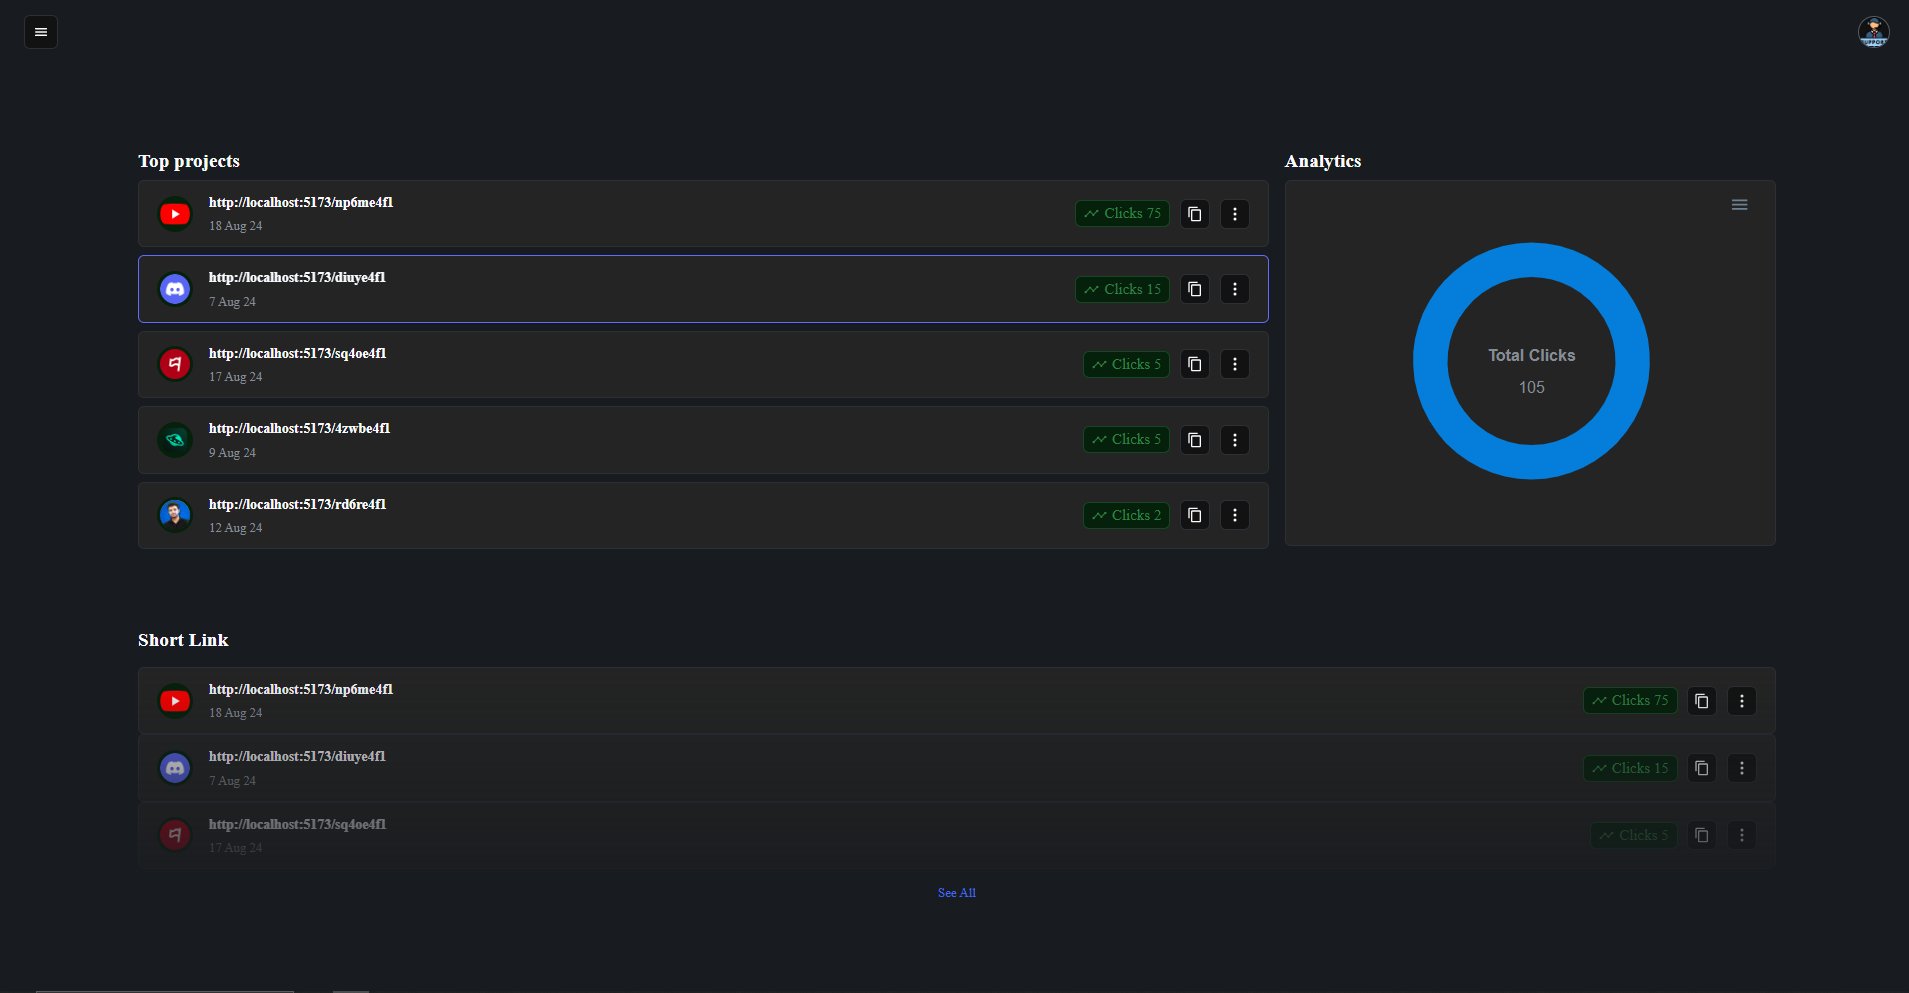 Top projects
http://localhost:5173/np6me4fl
18 Aug 24
Clicks 75
http://localhost:5173/diuye4fl
7 Aug 24
Clicks 15
http://localhost:5173/sq4oe4fl
17 Aug 24
Clicks 5
http://localhost:5173/4zwbe4fl
9 Aug 24
Clicks 5
http://localhost:5173/rd6re4fl
12 Aug 24
Clicks 2
Analytics
Total Clicks
105
Short Link
http://localhost:5173/np6me4fl
18 Aug 24
Clicks 75
http://localhost:5173/diuye4fl
7 Aug 24
Clicks 15
http://localhost:5173/sq4oe4fl
17 Aug 24
Clicks 5
See All